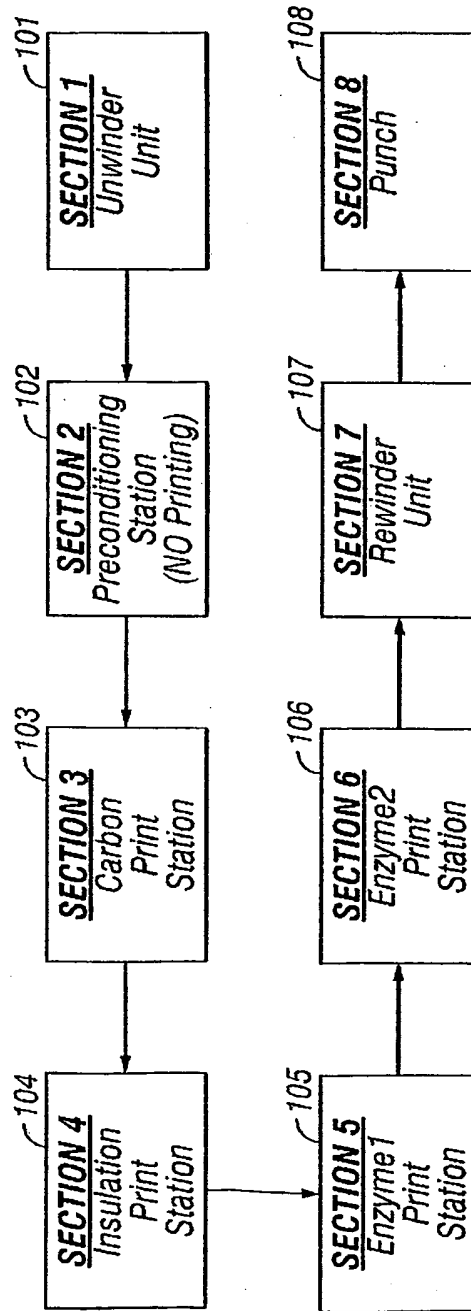 101
SECTION 1
Unwinder
Unit
102
SECTION 2
Preconditioning
Station
(NO Printing)
103
SECTION 3
Carbon
Print
Station
104
SECTION 4
Insulation
Print
Station
105
SECTION 5
Enzyme1
Print
Station
106
SECTION 6
Enzyme2
Print
Station
107
SECTION 7
Rewinder
Unit
108
SECTION 8
Punch